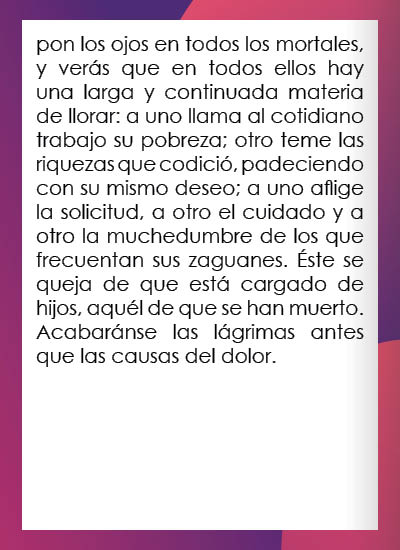 pon los ojos en todos los mortales,
y verás que en todos ellos hay
una larga y continuada materia
de llorar: a uno llama al cotidiano
trabajo su pobreza; otro teme las
riquezas que codició, padeciendo
con su mismo deseo; a uno aflige
la solicitud, a otro el cuidado y a
otro la muchedumbre de los que
frecuentan sus zaguanes. Éste se
queja de que está cargado de
hijos, aquél de que se han muerto.
Acabaránse las lágrimas antes
que las causas del dolor.